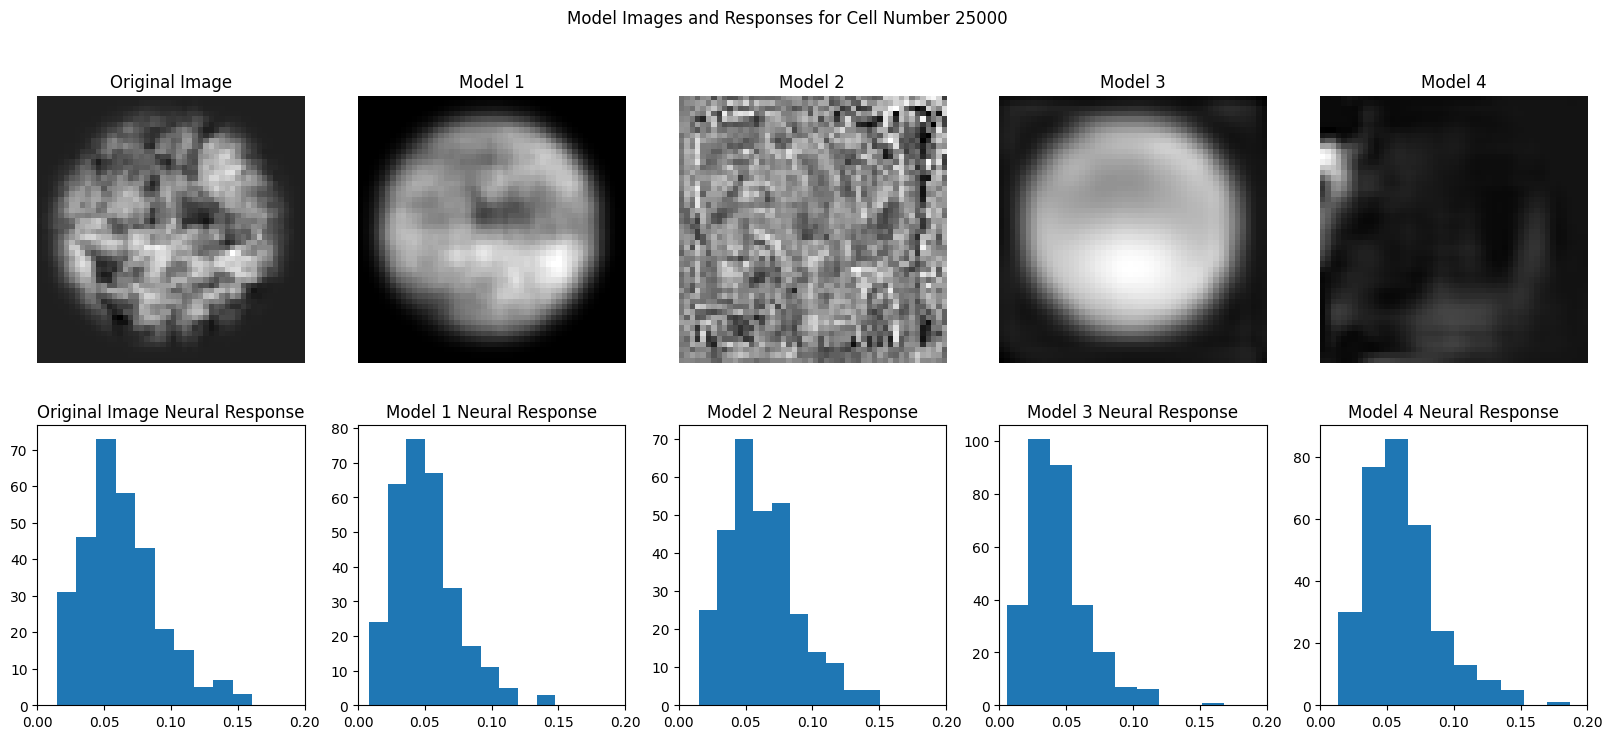 Model Images and Responses for Cell Number 25000
Original Image
Model 1
Model 2
Model 3
Model 4
Original Image Neural Response
Model 1 Neural Response
Model 2 Neural Response
Model 3 Neural Response
Model 4 Neural Response
70
60
50
40
30
20
10
0
0.00 0.05 0.10 0.15 0.20
80
70
60
50
40
30
20
10
0
0.00 0.05 0.10 0.15 0.20
70
60
50
40
30
20
10
0
0.00 0.05 0.10 0.15 0.20
100
80
60
40
20
0
0.00 0.05 0.10 0.15 0.20
80
60
40
20
0
0.00 0.05 0.10 0.15 0.20